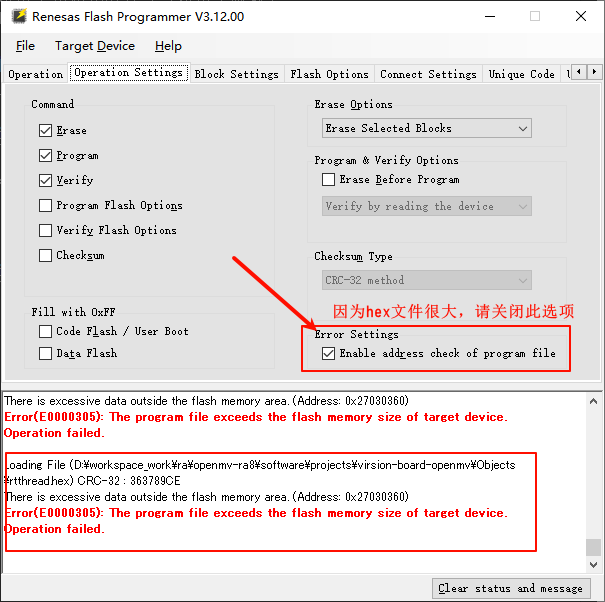 Renesas Flash Programmer V3.12.00
File Target Device Help
Operation Operation Settings Block Settings Flash Options Connect Settings Unique Code
Command
Erase
Program
Verify
Program Flash Options
Verify Flash Options
Checksum
Fill with 0xFF
Code Flash / User Boot
Data Flash
Erase Options
Erase Selected Blocks
Program & Verify Options
Erase Before Program
Verify by reading the device
Checksum Type
CRC-32 method
因为hex文件很大，请关闭此选项
Error Settings
Enable address check of program file
There is excessive data outside the flash memory area. (Address: 0x27030360)
Error(E0000305): The program file exceeds the flash memory size of target device.
Operation failed.
Loading File (D:¥workspace_work¥ra¥openmv-ra8¥software¥projects¥virsion-board-openmv¥Objects
¥rtthread.hex) CRC-32 : 363789CE
There is excessive data outside the flash memory area. (Address: 0x27030360)
Error(E0000305): The program file exceeds the flash memory size of target device.
Operation failed.
Clear status and message